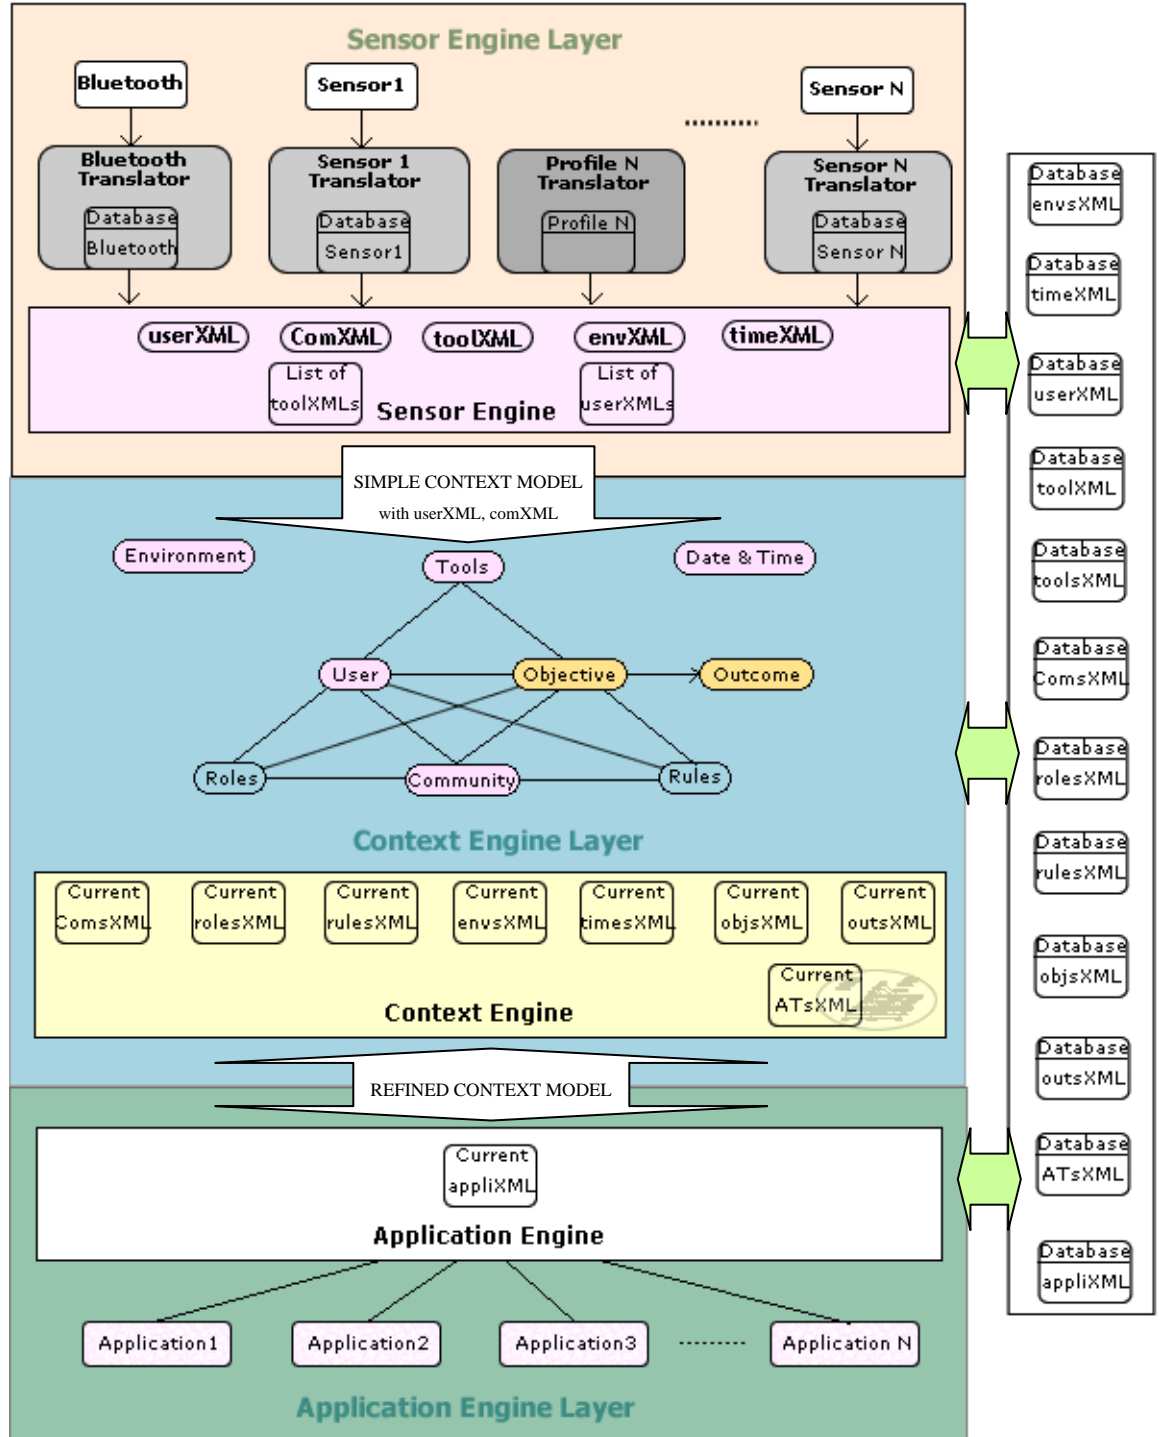 Sensor Engine Layer
Bluetooth
Sensor1
Sensor N
Bluetooth
Translator
Database
Bluetooth
Sensor 1
Translator
Database
Sensor1
Profile N
Translator
Profile N
Sensor N
Translator
Database
Sensor N
userXML
ComXML
toolXML
envXML
timeXML
List of
toolXMLs
List of
userXMLs
Sensor Engine
SIMPLE CONTEXT MODEL
with userXML, comXML
Environment
Tools
Date & Time
User
Objective
Outcome
Roles
Community
Rules
Context Engine Layer
Current
ComsXML
Current
rolesXML
Current
rulesXML
Current
envsXML
Current
timesXML
Current
objsXML
Current
outsXML
Current
ATsXML
Context Engine
REFINED CONTEXT MODEL
Current
appliXML
Application Engine
Application1
Application2
Application3
Application N
Application Engine Layer
Database
envsXML
Database
timeXML
Database
userXML
Database
toolXML
Database
toolsXML
Database
ComsXML
Database
rolesXML
Database
rulesXML
Database
objsXML
Database
outsXML
Database
ATsXML
Database
appliXML